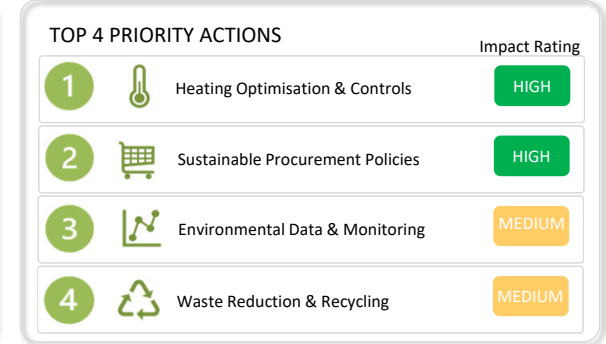 TOP 4 PRIORITY ACTIONS
Impact Rating
1 Heating Optimisation & Controls HIGH
2 Sustainable Procurement Policies HIGH
3 Environmental Data & Monitoring MEDIUM
4 Waste Reduction & Recycling MEDIUM